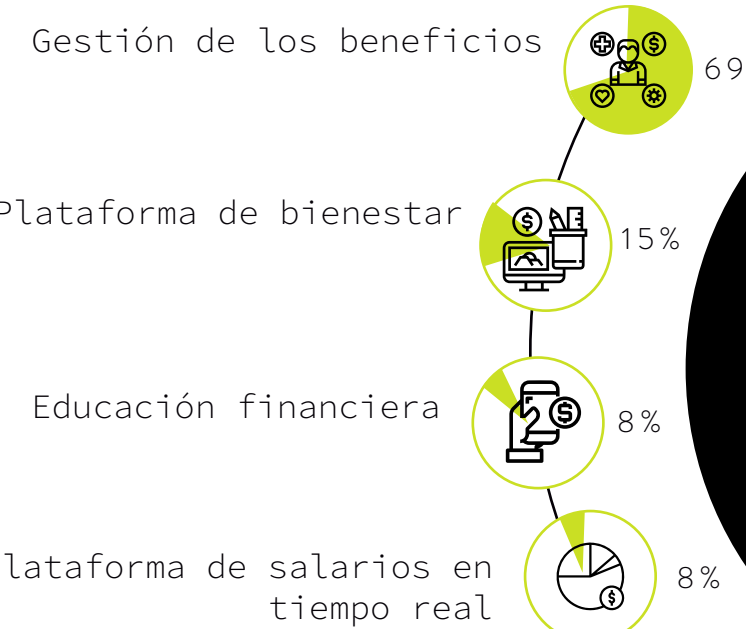 Gestión de los beneficios
69
Plataforma de bienestar
15%
Educación financiera
8%
lataforma de salarios en
tiempo real
8%